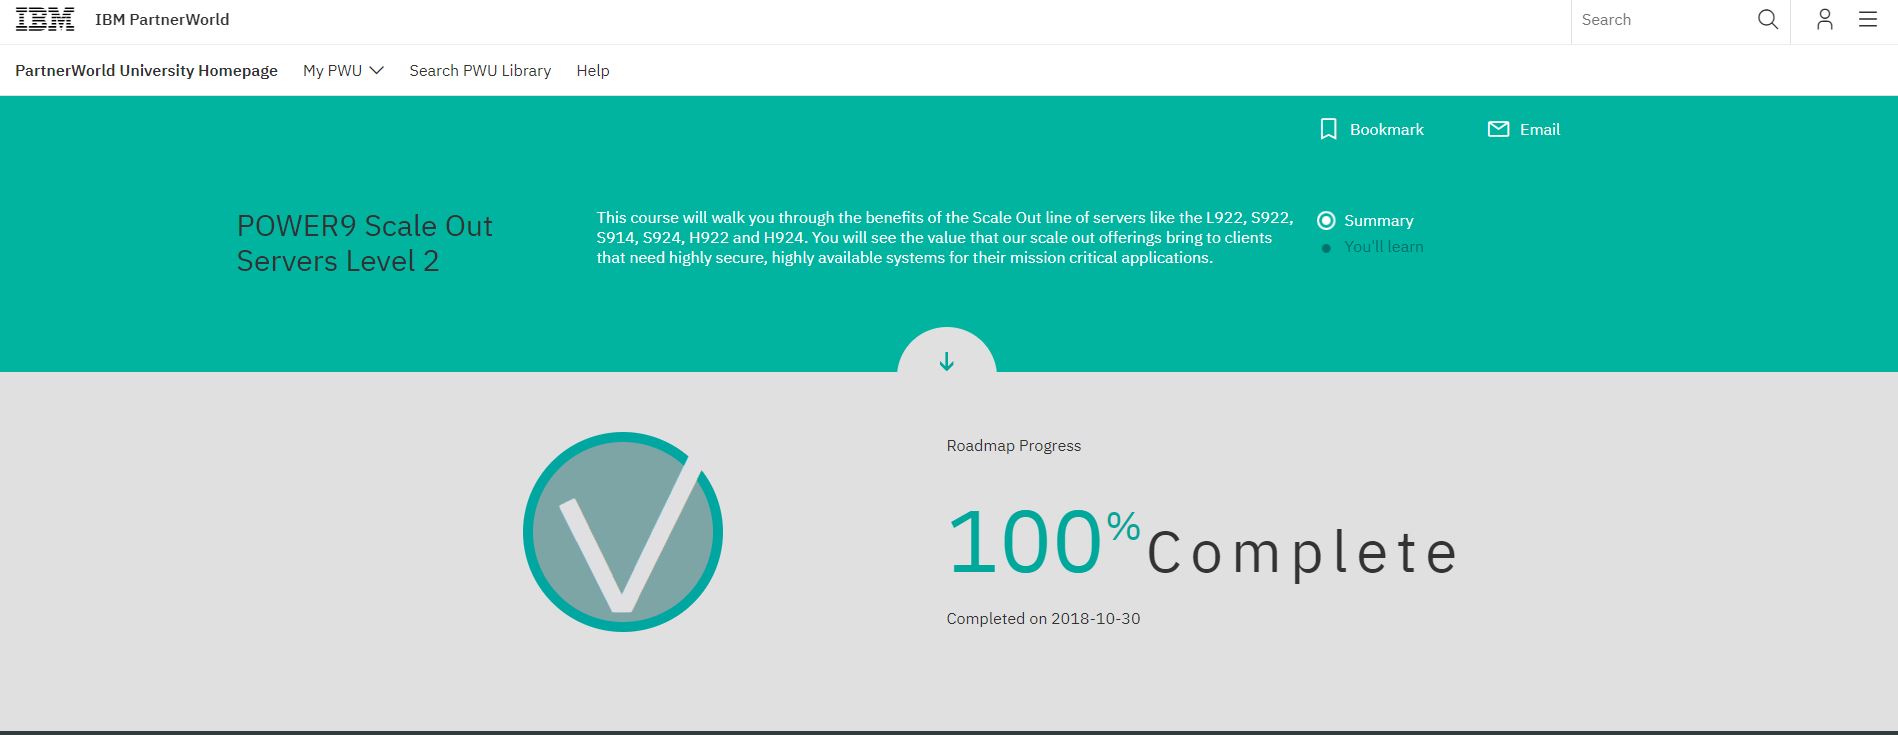 IBM IBM PartnerWorld Search
PartnerWorld University Homepage My PWU Search PWU Library Help
Bookmark Email
POWER9 Scale Out
Servers Level 2
This course will walk you through the benefits of the Scale Out line of servers like the L922, S922,
S914, S924, H922 and H924. You will see the value that our scale out offerings bring to clients
that need highly secure, highly available systems for their mission critical applications.
Summary
You'll learn
Roadmap Progress
100% Complete
Completed on 2018-10-30